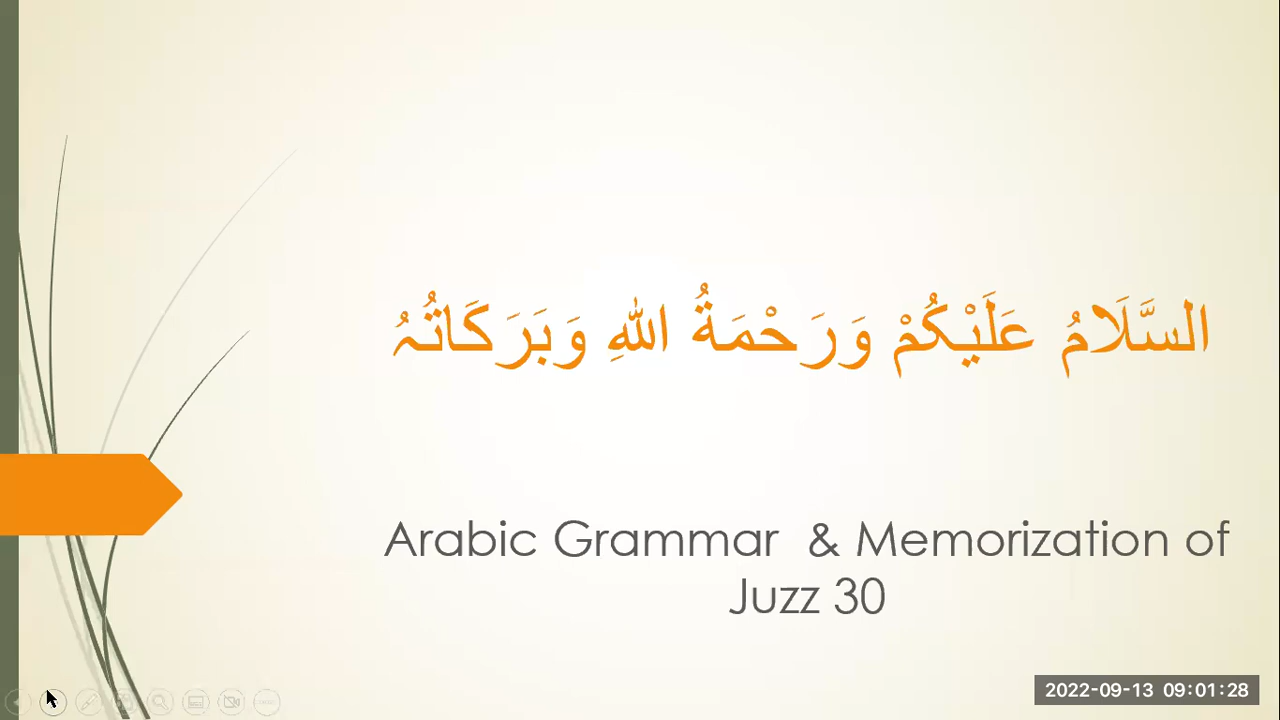 السَّلَامُ عَلَيْكُمْ وَرَحْمَةُ اللهِ وَبَرَكَاتُہُ
Arabic Grammar & Memorization of
Juzz 30
2022-09-13 09:01:28